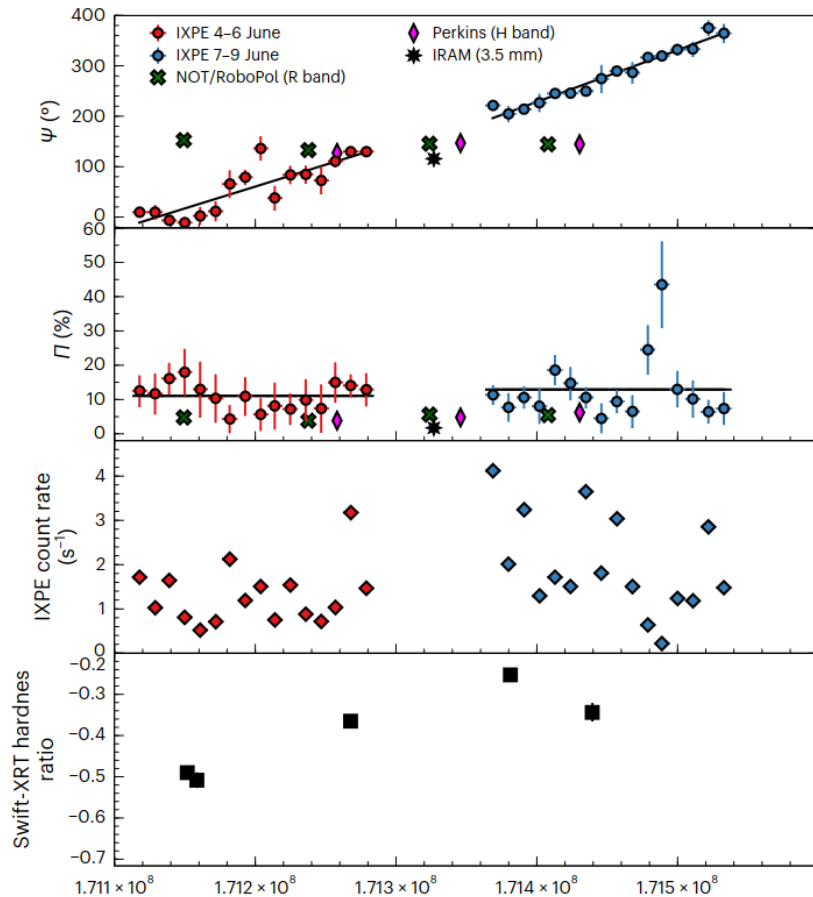 400
IXPE 4–6 June
Perkins (H band)
IXPE 7–9 June
IRAM (3.5 mm)
NOT/RoboPol (R band)
300
Ψ (°)
200
100
0
60
50
40
Π (%)
30
20
10
0
4
IXPE count rate
(s⁻¹)
3
2
1
0
−0.2
−0.3
Swift-XRT hardnes
ratio
−0.4
−0.5
−0.6
−0.7
1.711 × 10⁸ 1.712 × 10⁸ 1.713 × 10⁸ 1.714 × 10⁸ 1.715 × 10⁸